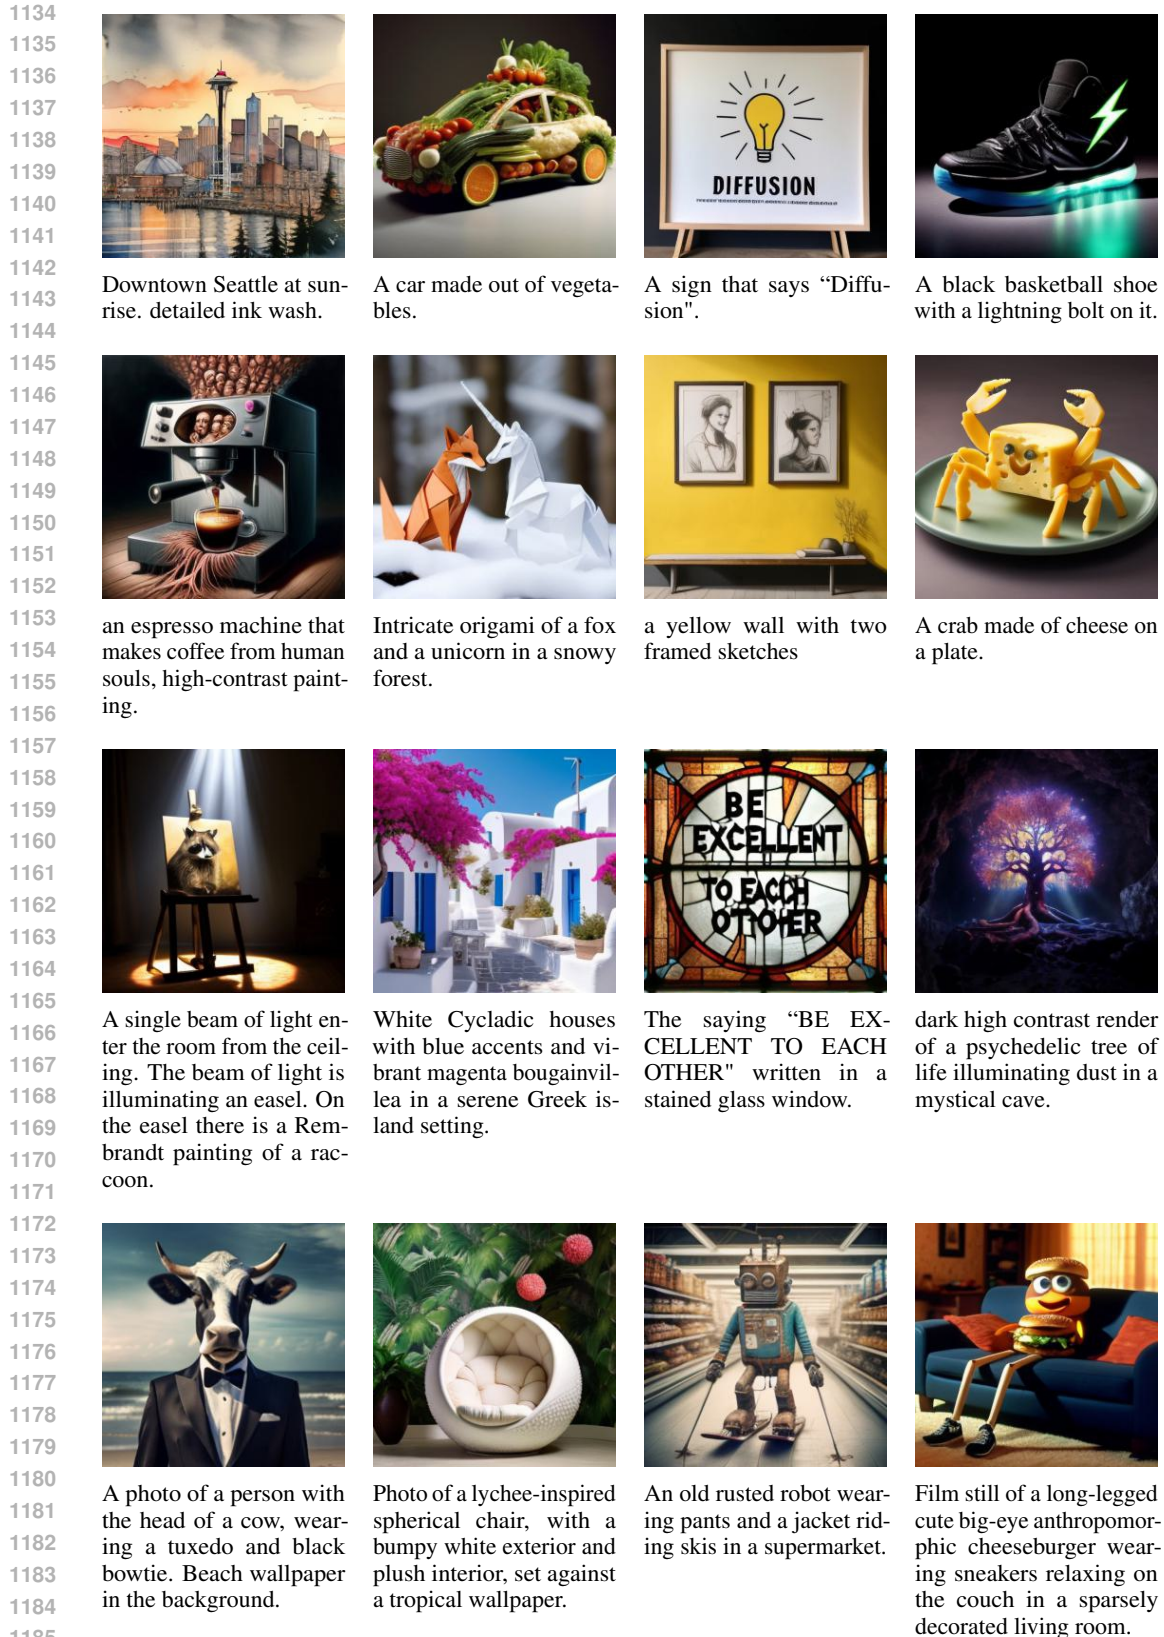 1134
1135
1136
1137
1138
1139
1140
1141
1142
1143
1144
1145
1146
1147
1148
1149
1150
1151
1152
1153
1154
1155
1156
1157
1158
1159
1160
1161
1162
1163
1164
1165
1166
1167
1168
1169
1170
1171
1172
1173
1174
1175
1176
1177
1178
1179
1180
1181
1182
1183
1184
1185
DIFFUSION
Downtown Seattle at sun-
rise. detailed ink wash.
A car made out of vegeta-
bles.
A sign that says “Diffu-
sion".
A black basketball shoe
with a lightning bolt on it.
an espresso machine that
makes coffee from human
souls, high-contrast paint-
ing.
Intricate origami of a fox
and a unicorn in a snowy
forest.
a yellow wall with two
framed sketches
A crab made of cheese on
a plate.
BE
EXCELLENT
TO EACCH
OTOHER
A single beam of light en-
ter the room from the ceil-
ing. The beam of light is
illuminating an easel. On
the easel there is a Rem-
brandt painting of a rac-
coon.
White Cycladic houses
with blue accents and vi-
brant magenta bougainvil-
lea in a serene Greek is-
land setting.
The saying “BE EX-
CELLENT TO EACH
OTHER" written in a
stained glass window.
dark high contrast render
of a psychedelic tree of
life illuminating dust in a
mystical cave.
A photo of a person with
the head of a cow, wear-
ing a tuxedo and black
bowtie. Beach wallpaper
in the background.
Photo of a lychee-inspired
spherical chair, with a
bumpy white exterior and
plush interior, set against
a tropical wallpaper.
An old rusted robot wear-
ing pants and a jacket rid-
ing skis in a supermarket.
Film still of a long-legged
cute big-eye anthropomor-
phic cheeseburger wear-
ing sneakers relaxing on
the couch in a sparsely
decorated living room.